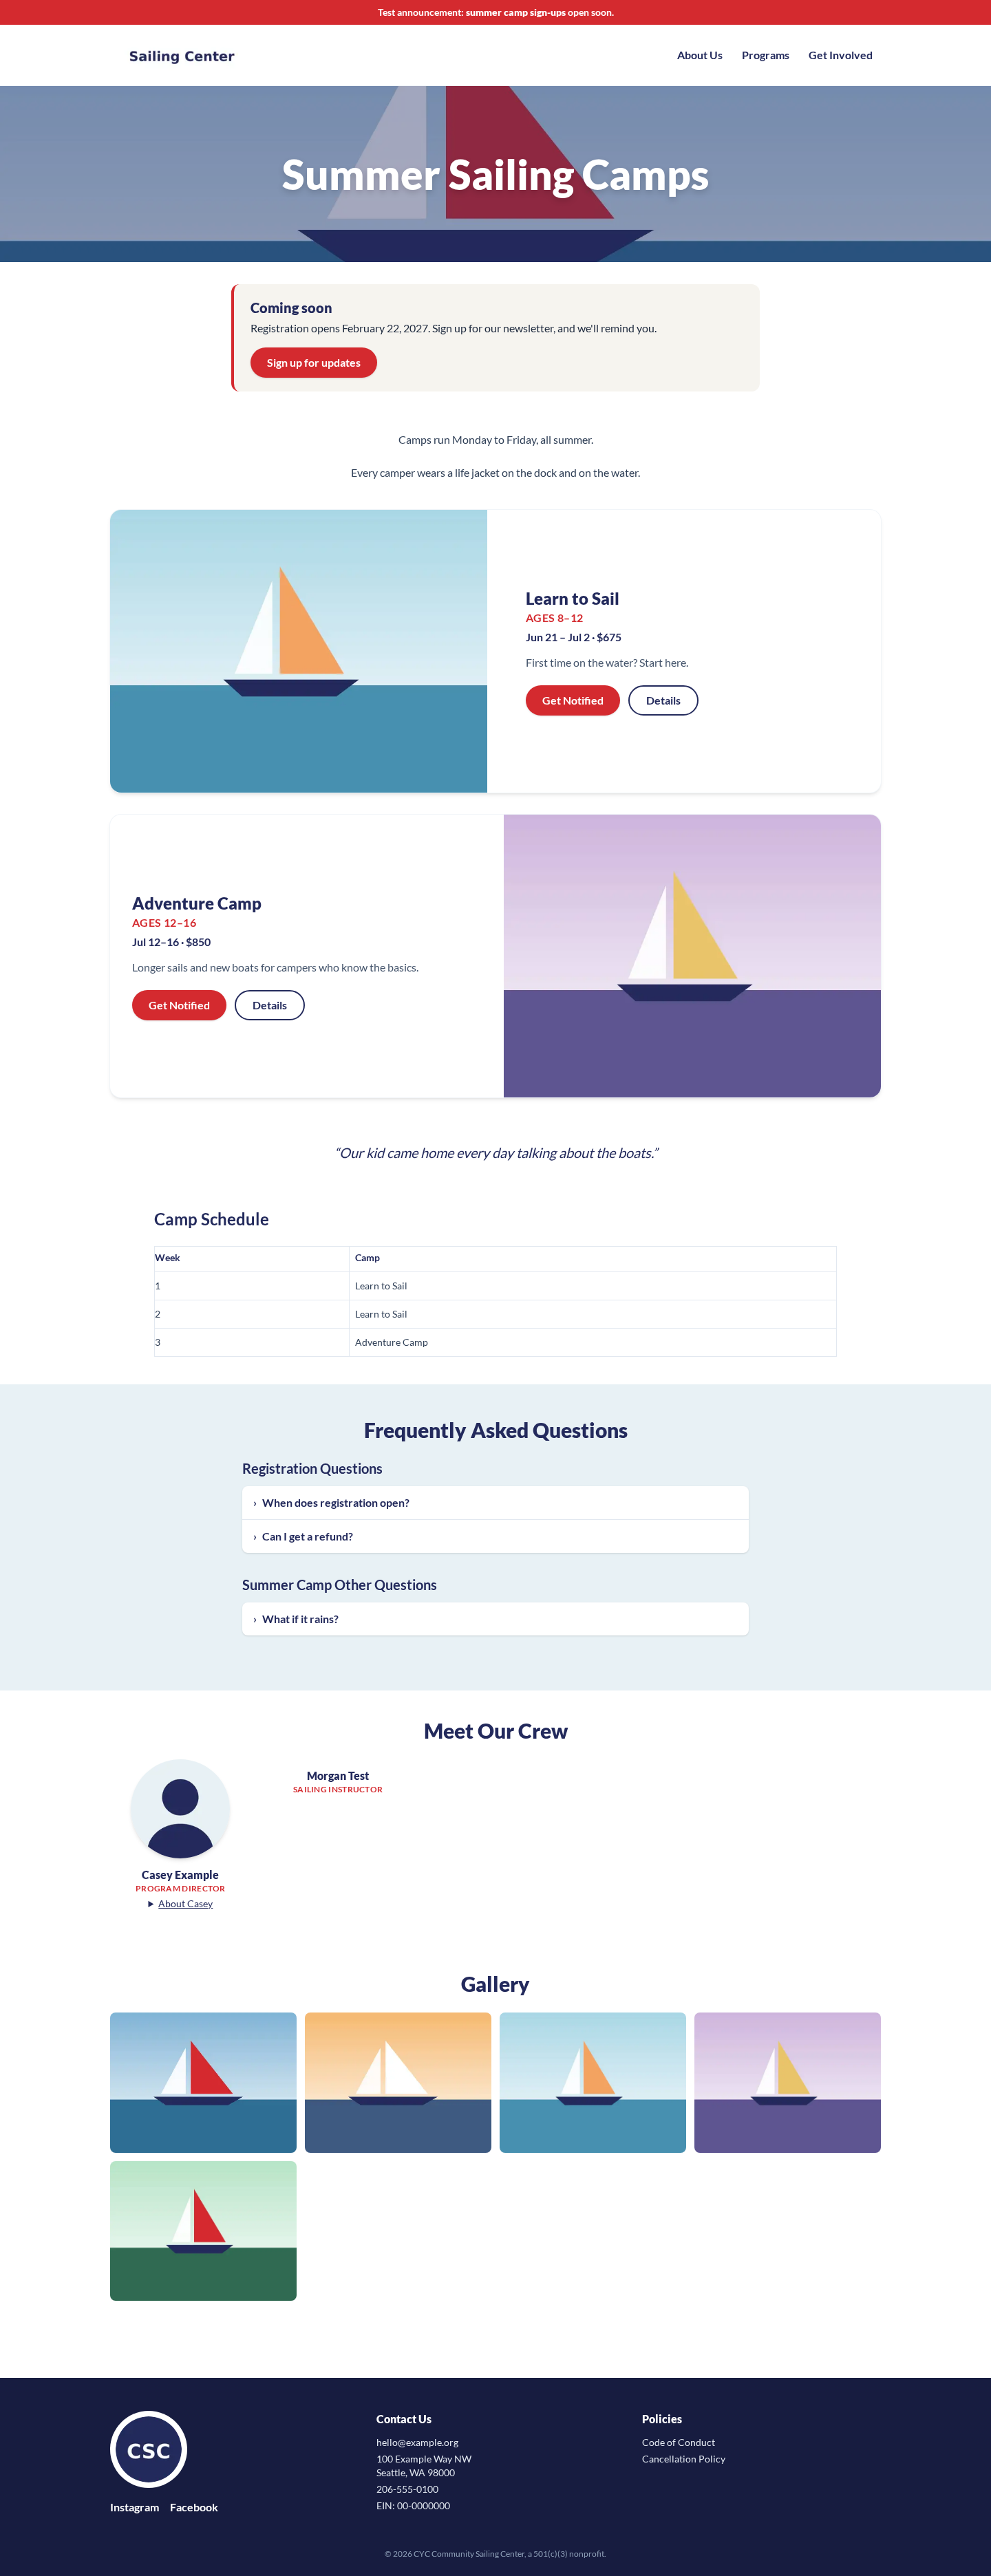 Test announcement: summer camp sign-ups open soon.
Sailing Center
About Us Programs Get Involved
Summer Sailing Camps
Coming soon
Registration opens February 22, 2027. Sign up for our newsletter, and we'll remind you.
Sign up for updates
Camps run Monday to Friday, all summer.
Every camper wears a life jacket on the dock and on the water.
Learn to Sail
AGES 8–12
Jun 21 – Jul 2 · $675
First time on the water? Start here.
Get Notified Details
Adventure Camp
AGES 12–16
Jul 12–16 · $850
Longer sails and new boats for campers who know the basics.
Get Notified Details
“Our kid came home every day talking about the boats.”
Camp Schedule
Week Camp
1 Learn to Sail
2 Learn to Sail
3 Adventure Camp
Frequently Asked Questions
Registration Questions
› When does registration open?
› Can I get a refund?
Summer Camp Other Questions
› What if it rains?
Meet Our Crew
Casey Example
PROGRAM DIRECTOR
About Casey
Morgan Test
SAILING INSTRUCTOR
Gallery
CSC
Instagram Facebook
Contact Us
hello@example.org
100 Example Way NW
Seattle, WA 98000
206-555-0100
EIN: 00-0000000
Policies
Code of Conduct
Cancellation Policy
© 2026 CYC Community Sailing Center, a 501(c)(3) nonprofit.